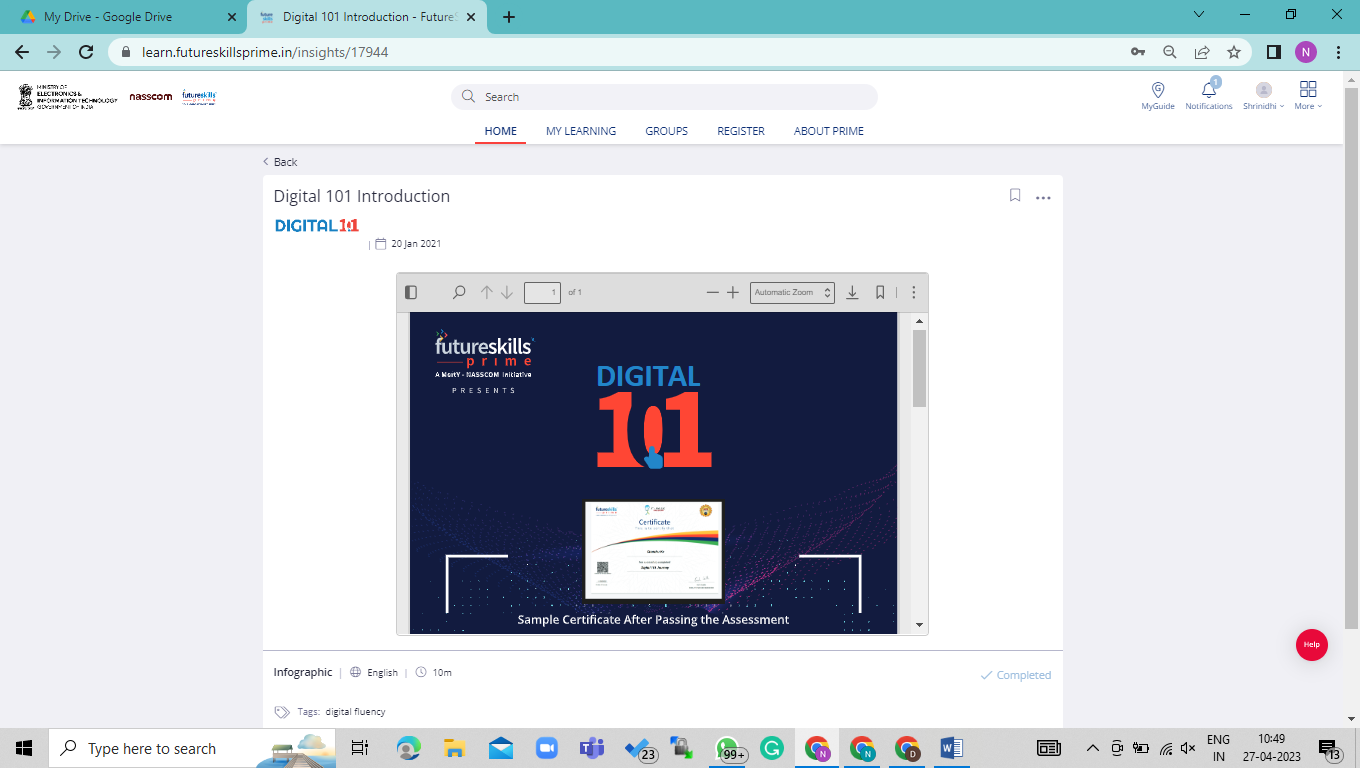 My Drive - Google Drive
Digital 101 Introduction - FutureS
learn.futureskillsprime.in/insights/17944
N
MINISTRY OF
ELECTRONICS &
INFORMATION TECHNOLOGY
GOVERNMENT OF INDIA
nasscom
futureskills
prime
Search
1
MyGuide
Notifications
Shrinidhi
More
HOME
MY LEARNING
GROUPS
REGISTER
ABOUT PRIME
Back
Digital 101 Introduction
DIGITAL 101
20 Jan 2021
1 of 1
Automatic Zoom
futureskills
prime
A MeitY - NASSCOM Initiative
PRESENTS
DIGITAL
101
futureskills
Certificate
Sample Certificate After Passing the Assessment
Help
Infographic | English | 10m
Completed
Tags: digital fluency
Type here to search
23
99+
N
N
D
ENG
IN
10:49
27-04-2023
13